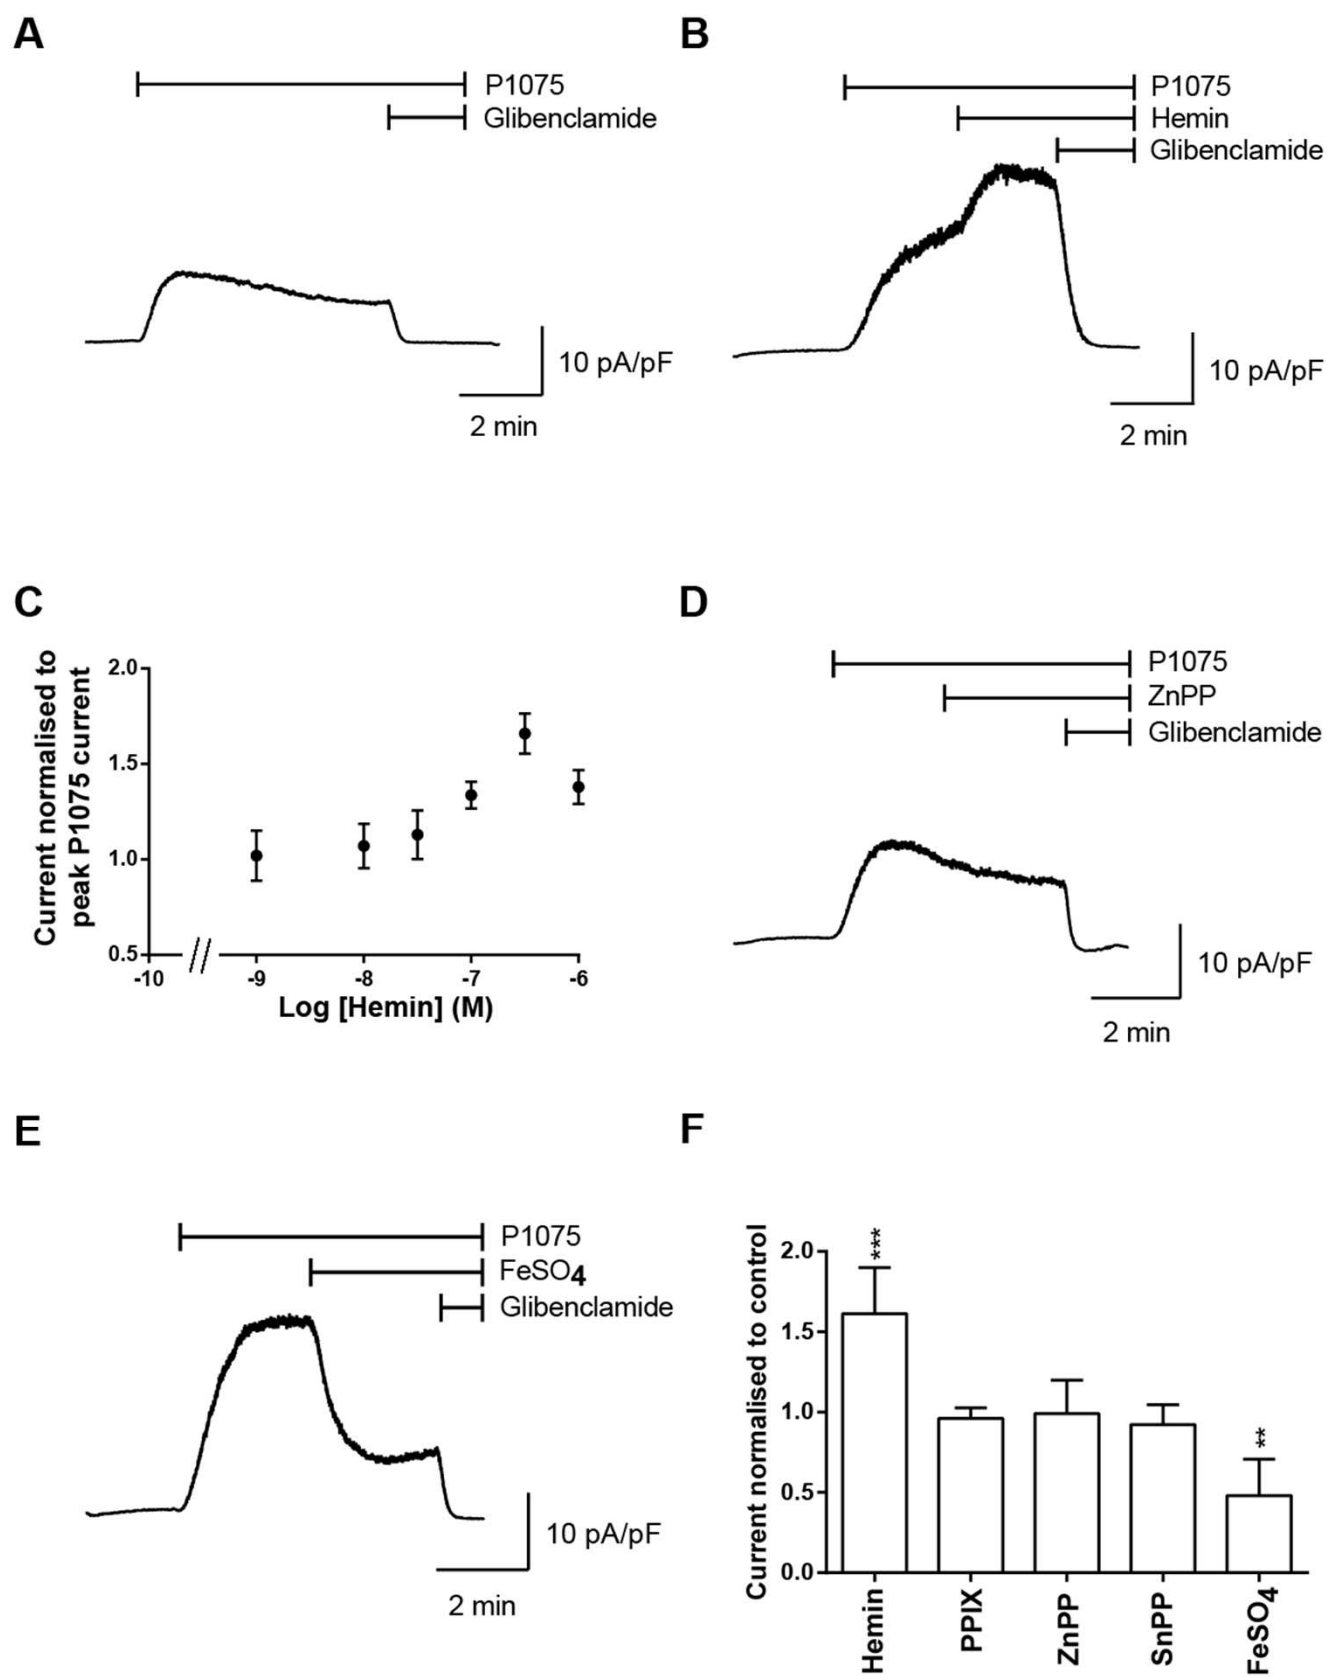 A
P1075
Glibenclamide
10 pA/pF
2 min
B
P1075
Hemin
Glibenclamide
10 pA/pF
2 min
C
Current normalised to
peak P1075 current
2.0
1.5
1.0
0.5
-10
-9
-8
-7
-6
Log [Hemin] (M)
D
P1075
ZnPP
Glibenclamide
10 pA/pF
2 min
E
P1075
FeSO4
Glibenclamide
10 pA/pF
2 min
F
Current normalised to control
2.0
1.5
1.0
0.5
0.0
***
**
Hemin
PPIX
ZnPP
SnPP
FeSO4